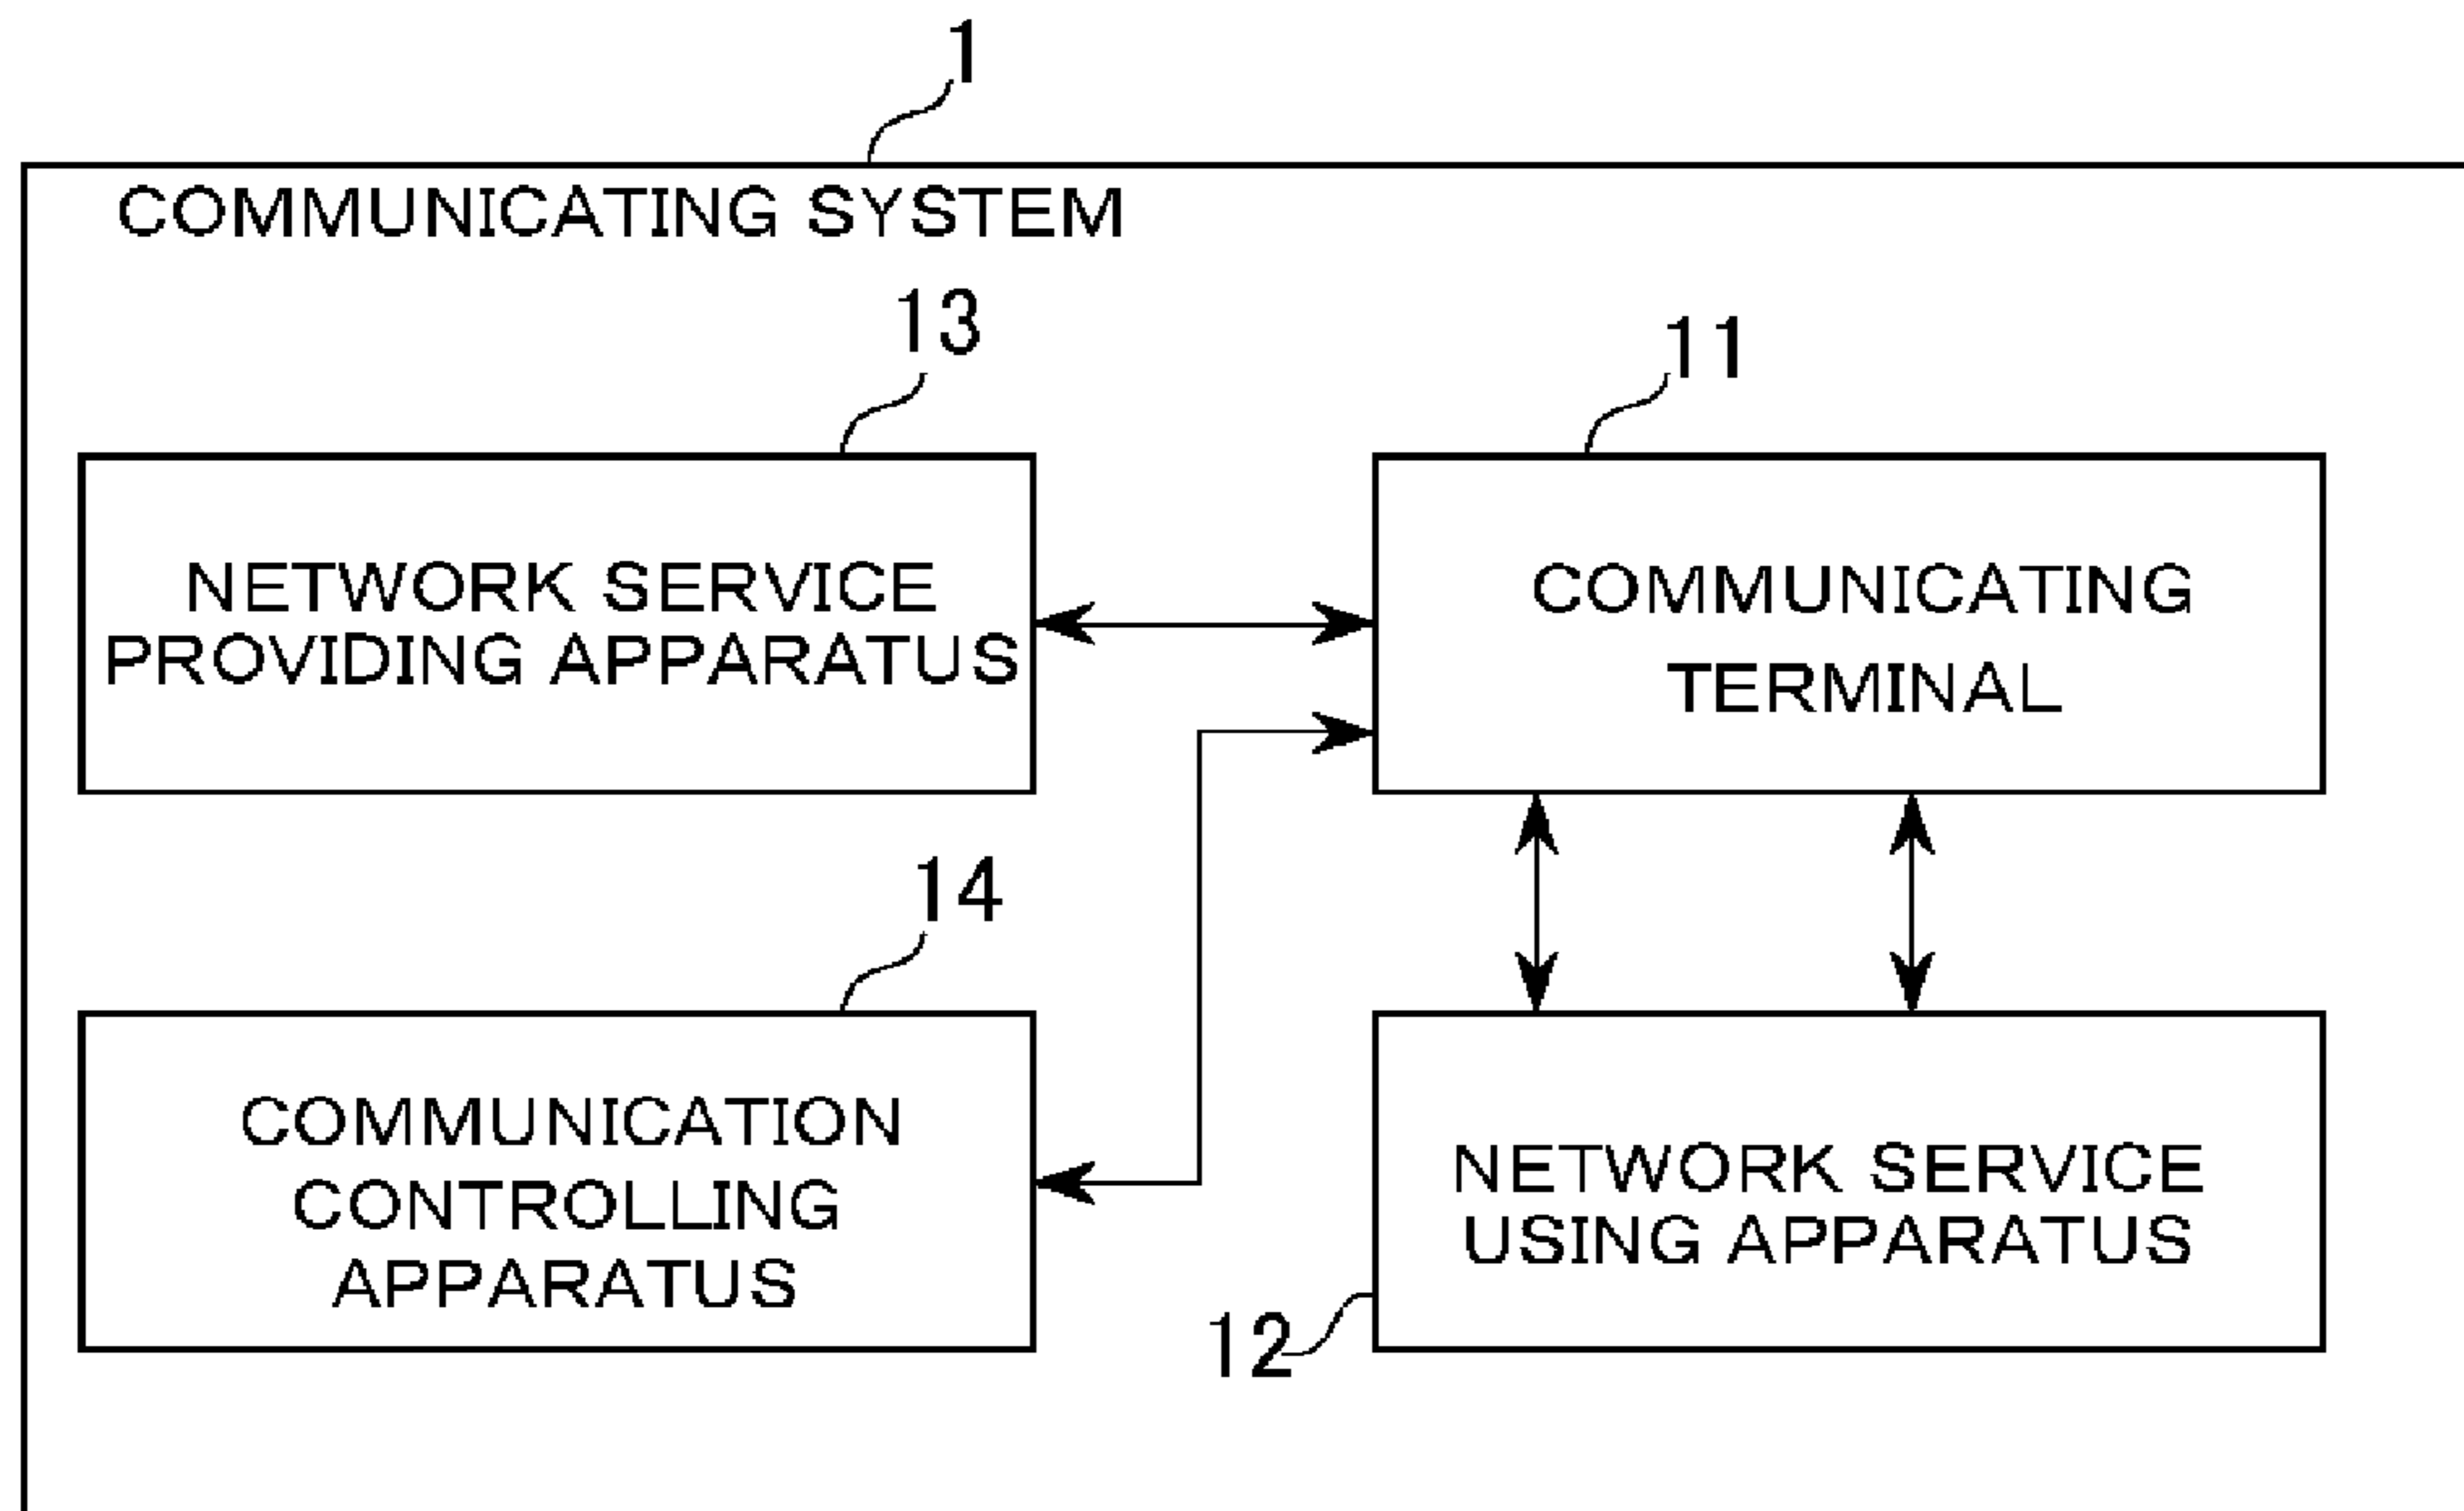 1
COMMUNICATING SYSTEM
13
11
NETWORK SERVICE
PROVIDING APPARATUS
COMMUNICATING
TERMINAL
14
COMMUNICATION
CONTROLLING
APPARATUS
NETWORK SERVICE
USING APPARATUS
12